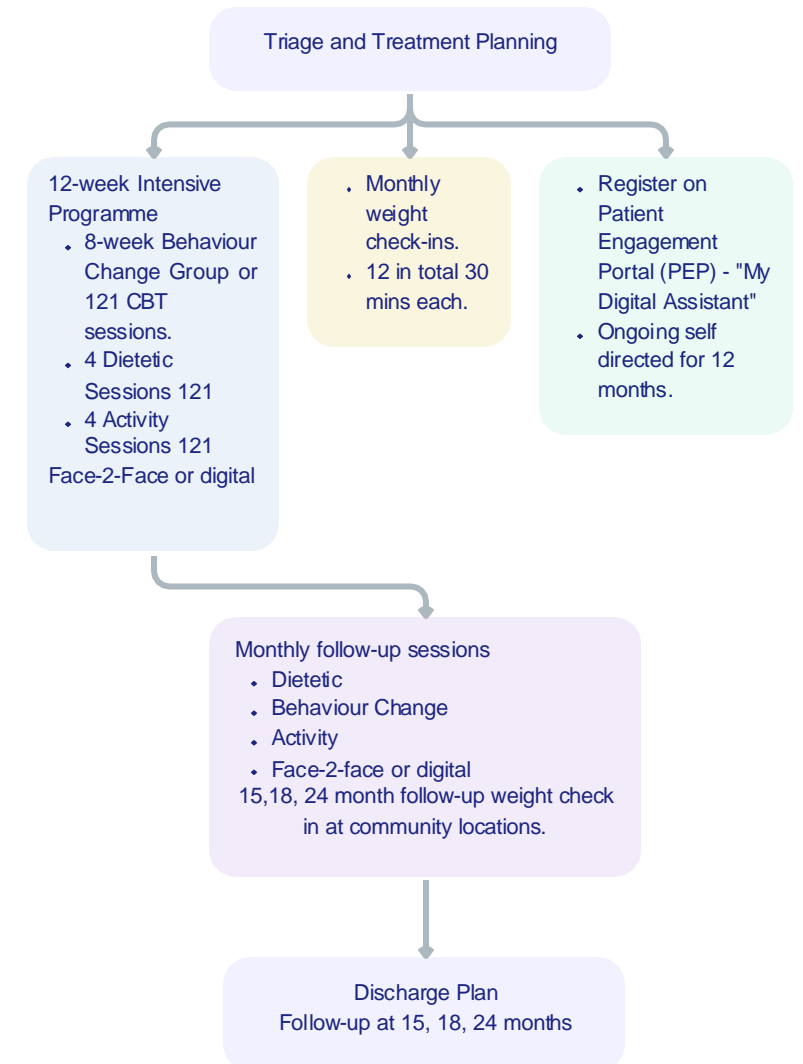 Triage and Treatment Planning
12-week Intensive
Programme
• 8-week Behaviour
Change Group or
121 CBT
sessions.
• 4 Dietetic
Sessions 121
• 4 Activity
Sessions 121
Face-2-Face or digital
• Monthly
weight
check-ins.
• 12 in total 30
mins each.
• Register on
Patient
Engagement
Portal (PEP) - "My
Digital Assistant"
• Ongoing self
directed for 12
months.
Monthly follow-up sessions
• Dietetic
• Behaviour Change
• Activity
• Face-2-face or digital
15,18, 24 month follow-up weight check
in at community locations.
Discharge Plan
Follow-up at 15, 18, 24 months